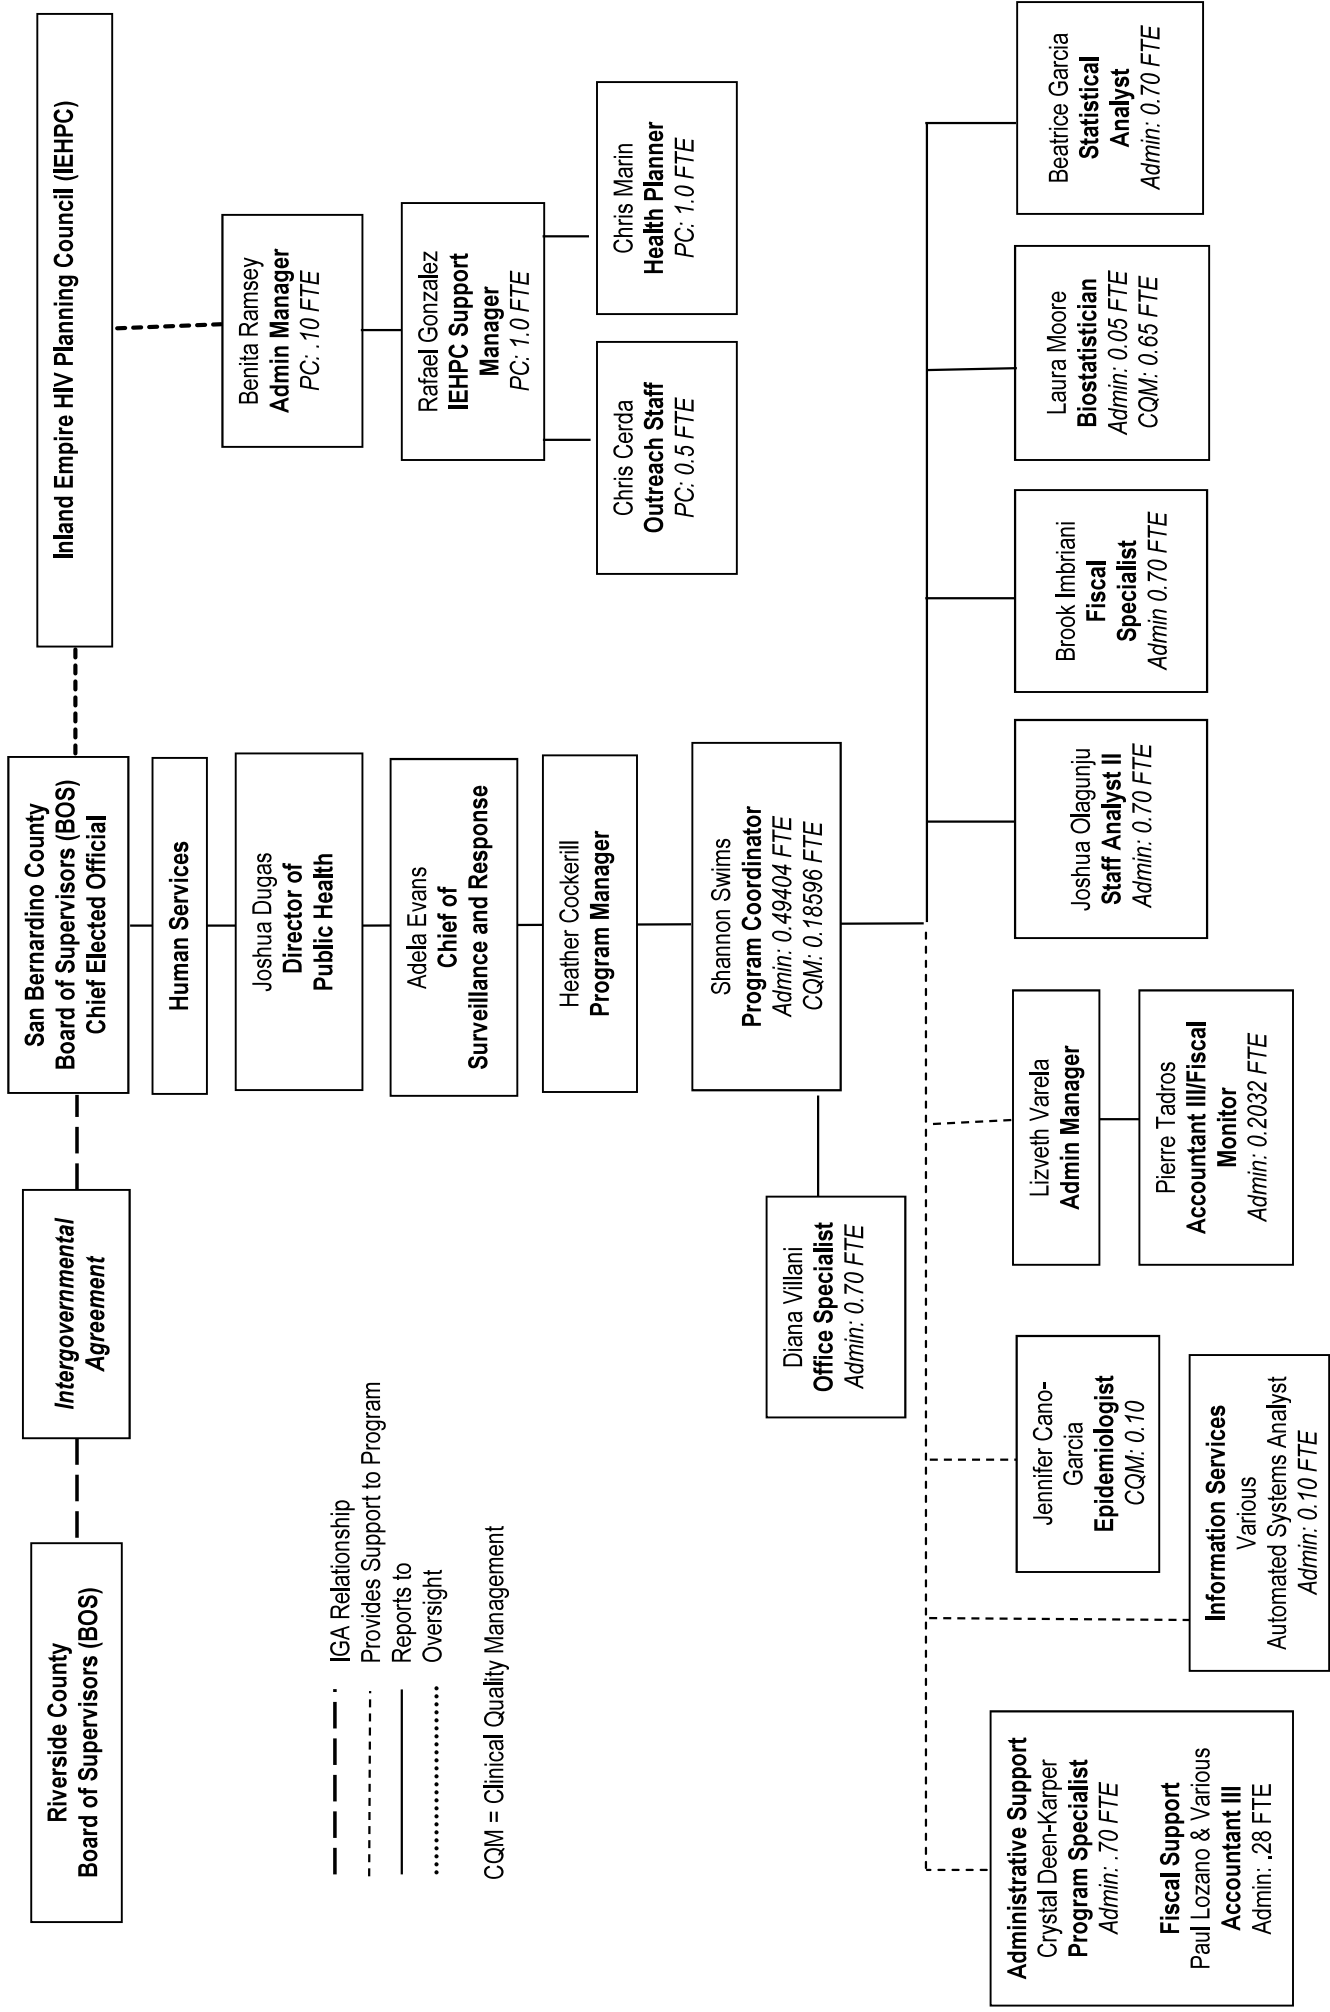 Riverside County
Board of Supervisors (BOS)
Intergovernmental
Agreement
San Bernardino County
Board of Supervisors (BOS)
Chief Elected Official
Inland Empire HIV Planning Council (IEHPC)
Human Services
Joshua Dugas
Director of
Public Health
Adela Evans
Chief of
Surveillance and Response
Heather Cockerill
Program Manager
Shannon Swims
Program Coordinator
Admin: 0.49404 FTE
CQM: 0.18596 FTE
Benita Ramsey
Admin Manager
PC: .10 FTE
Rafael Gonzalez
IEHPC Support
Manager
PC: 1.0 FTE
Chris Cerda
Outreach Staff
PC: 0.5 FTE
Chris Marin
Health Planner
PC: 1.0 FTE
IGA Relationship
Provides Support to Program
Reports to
Oversight
CQM = Clinical Quality Management
Diana Villani
Office Specialist
Admin: 0.70 FTE
Administrative Support
Crystal Deen-Karper
Program Specialist
Admin: .70 FTE
Fiscal Support
Paul Lozano & Various
Accountant III
Admin: .28 FTE
Jennifer Cano-
Garcia
Epidemiologist
CQM: 0.10
Information Services
Various
Automated Systems Analyst
Admin: 0.10 FTE
Lizveth Varela
Admin Manager
Pierre Tadros
Accountant III/Fiscal
Monitor
Admin: 0.2032 FTE
Joshua Olagunju
Staff Analyst II
Admin: 0.70 FTE
Brook Imbriani
Fiscal
Specialist
Admin 0.70 FTE
Laura Moore
Biostatistician
Admin: 0.05 FTE
CQM: 0.65 FTE
Beatrice Garcia
Statistical
Analyst
Admin: 0.70 FTE